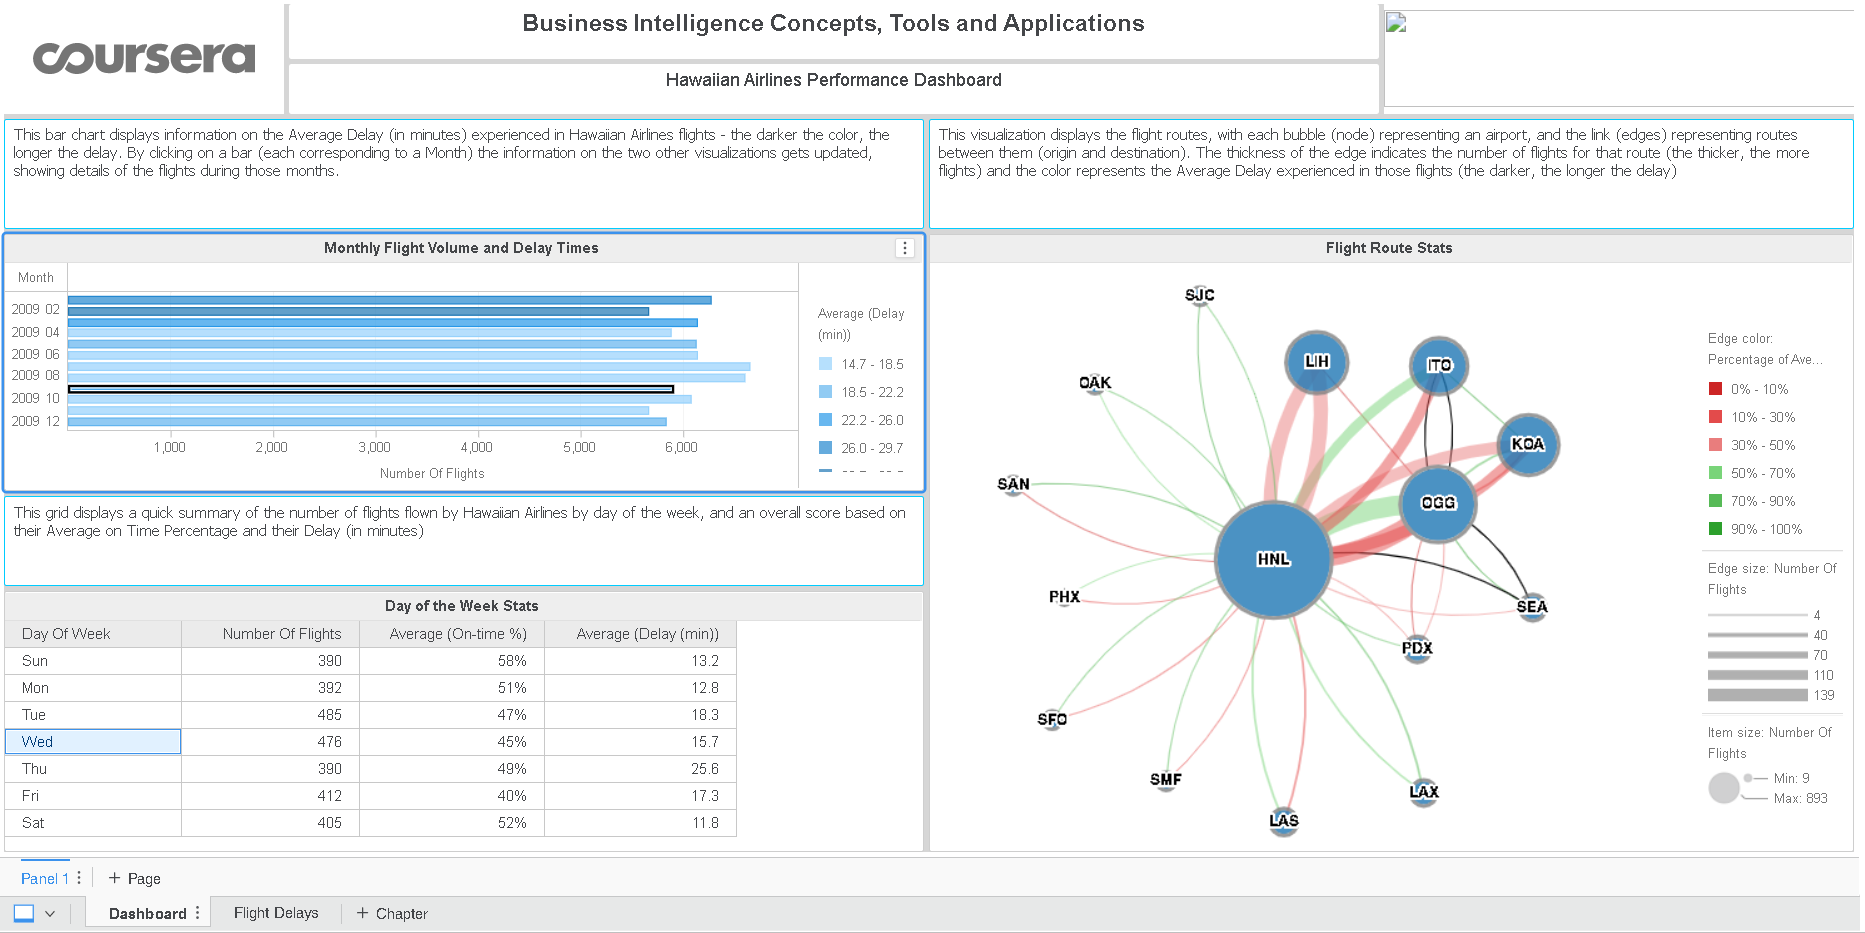 coursera
Business Intelligence Concepts, Tools and Applications
Hawaiian Airlines Performance Dashboard
This bar chart displays information on the Average Delay (in minutes) experienced in Hawaiian Airlines flights - the darker the color, the
longer the delay. By clicking on a bar (each corresponding to a Month) the information on the two other visualizations gets updated,
showing details of the flights during those months.
This visualization displays the flight routes, with each bubble (node) representing an airport, and the link (edges) representing routes
between them (origin and destination). The thickness of the edge indicates the number of flights for that route (the thicker, the more
flights) and the color represents the Average Delay experienced in those flights (the darker, the longer the delay)
Monthly Flight Volume and Delay Times
Month
2009 02
2009 04
2009 06
2009 08
2009 10
2009 12
1,000 2,000 3,000 4,000 5,000 6,000
Number Of Flights
Average (Delay
(min))
14.7 - 18.5
18.5 - 22.2
22.2 - 26.0
26.0 - 29.7
This grid displays a quick summary of the number of flights flown by Hawaiian Airlines by day of the week, and an overall score based on
their Average on Time Percentage and their Delay (in minutes)
Day of the Week Stats
Day Of Week Number Of Flights Average (On-time %) Average (Delay (min))
Sun 390 58% 13.2
Mon 392 51% 12.8
Tue 485 47% 18.3
Wed 476 45% 15.7
Thu 390 49% 25.6
Fri 412 40% 17.3
Sat 405 52% 11.8
Flight Route Stats
SJC
LIH
ITO
OAK
KOA
SAN
OGG
HNL
PHX
SEA
PDX
SFO
SMF
LAX
LAS
Edge color:
Percentage of Ave...
0% - 10%
10% - 30%
30% - 50%
50% - 70%
70% - 90%
90% - 100%
Edge size: Number Of
Flights
4
40
70
110
139
Item size: Number Of
Flights
Min: 9
Max: 893
Panel 1 + Page
Dashboard Flight Delays + Chapter